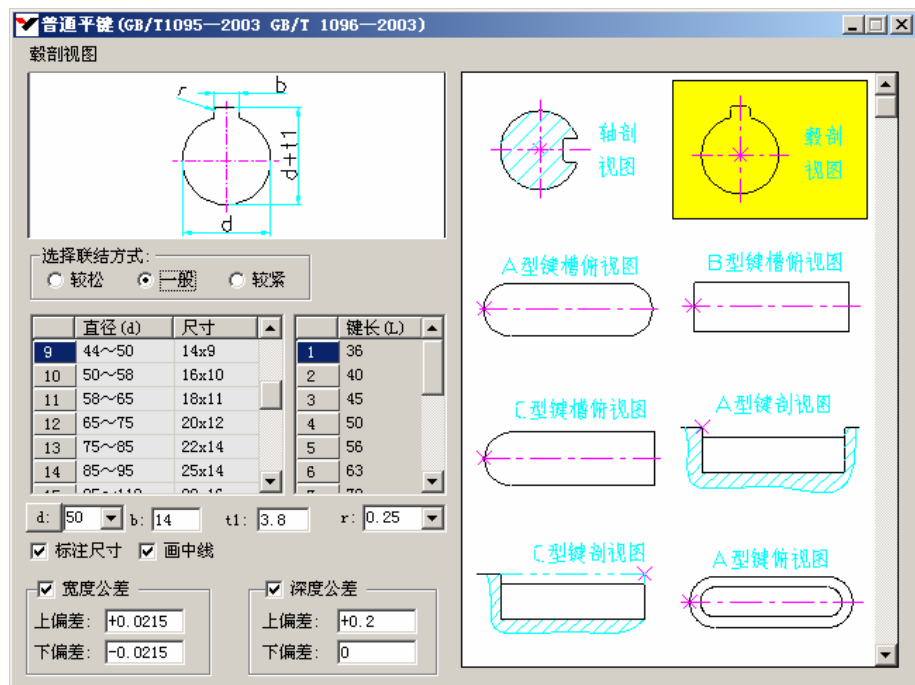 普通平键(GB/T1095—2003 GB/T 1096—2003)
毂剖视图
r
b
d+t1
d
选择联结方式:
较松 一般 较紧
直径(d) 尺寸
9 44～50 14x9
10 50～58 16x10
11 58～65 18x11
12 65～75 20x12
13 75～85 22x14
14 85～95 25x14
键长(L)
1 36
2 40
3 45
4 50
5 56
6 63
d: 50 b: 14 t1: 3.8 r: 0.25
标注尺寸 画中线
宽度公差
上偏差: +0.0215
下偏差: -0.0215
深度公差
上偏差: +0.2
下偏差: 0
轴剖
视图
毂剖
视图
A型键槽俯视图
B型键槽俯视图
C型键槽俯视图
A型键剖视图
C型键剖视图
A型键俯视图